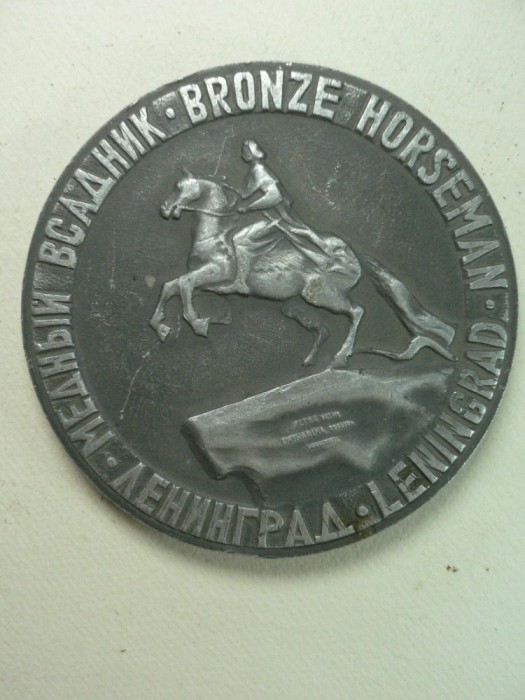 МЕДНЫЙ ВСАДНИК · BRONZE HORSEMAN · LENINGRAD · ЛЕНИНГРАД ·